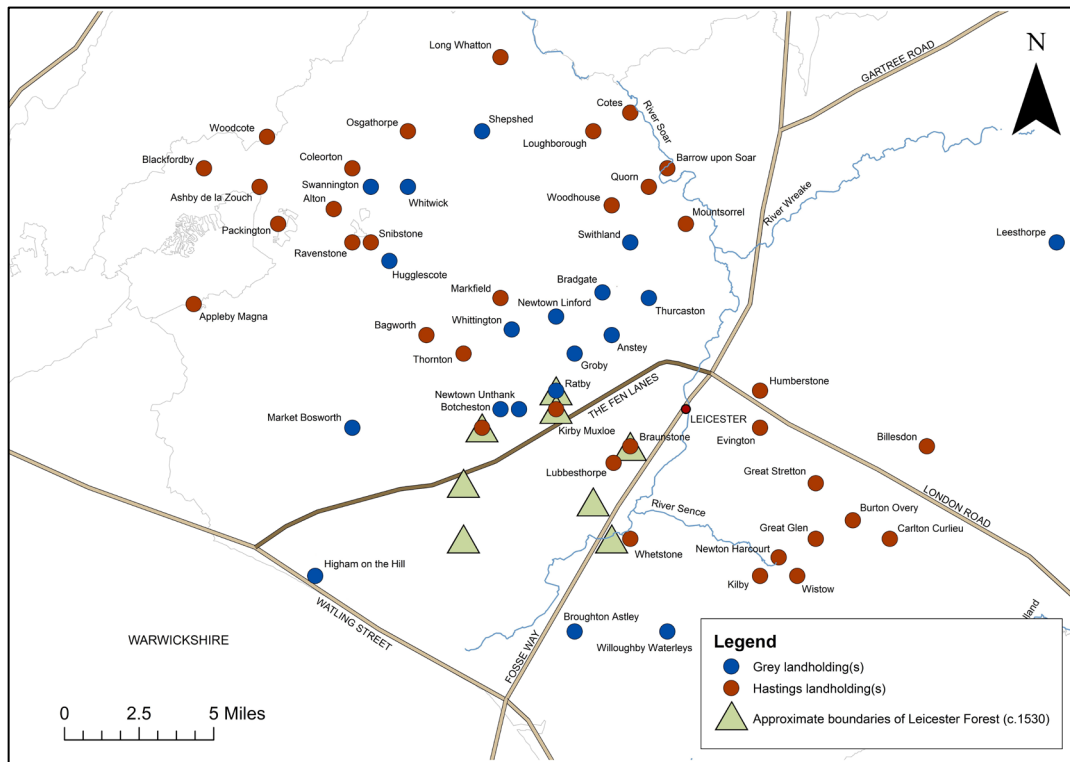 Long Whatton
GARTREE ROAD
N
Cotes
River Soar
Woodcote
Osgathorpe
Shepshed
Loughborough
Blackfordby
Coleorton
Barrow upon Soar
Swannington
Quorn
Ashby de la Zouch
Alton
Whitwick
Woodhouse
River Wreake
Mountsorrel
Packington
Snibstone
Swithland
Leesthorpe
Ravenstone
Hugglescote
Bradgate
Markfield
Newtown Linford
Thurcaston
Appleby Magna
Whittington
Bagworth
Anstey
Thornton
Groby
THE FEN LANES
Ratby
Humberstone
Newtown Unthank
Botcheston
LEICESTER
Market Bosworth
Kirby Muxloe
Braunstone
Evington
Billesdon
Lubbesthorpe
Great Stretton
LONDON ROAD
River Sence
Burton Overy
Great Glen
Carlton Curlieu
Whetstone
Newton Harcourt
Higham on the Hill
Kilby
Wistow
WATLING STREET
Broughton Astley
lland
WARWICKSHIRE
FOSSE WAY
Willoughby Waterleys
Legend
Grey landholding(s)
Hastings landholding(s)
Approximate boundaries of Leicester Forest (c.1530)
0 2.5 5 Miles